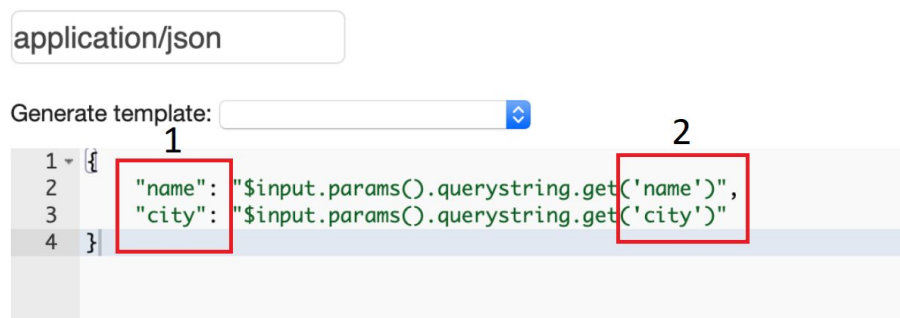 application/json
Generate template:
1 2
1 {
2 "name": "$input.params().querystring.get('name')",
3 "city": "$input.params().querystring.get('city')"
4 }